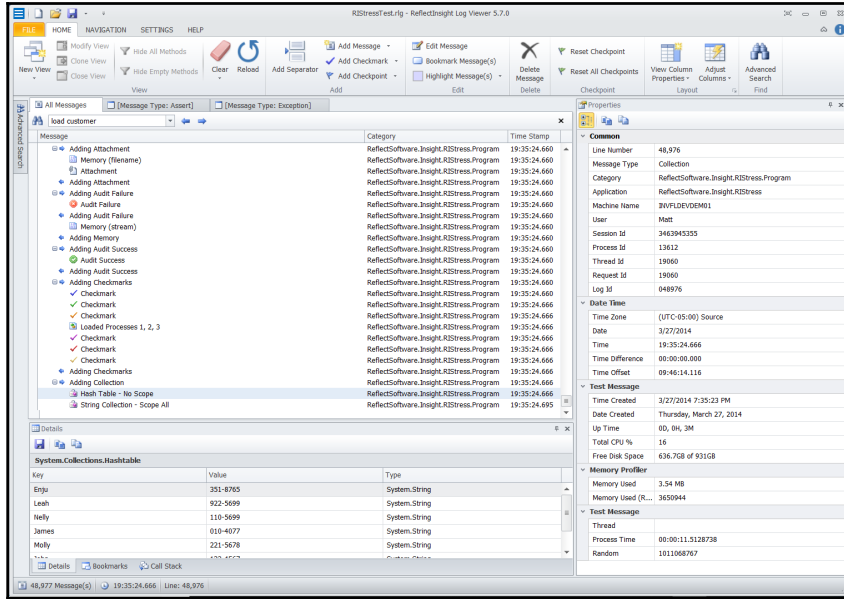 RIStressTest.rlg - ReflectInsight Log Viewer 5.7.0
FILE HOME NAVIGATION SETTINGS HELP
New View
Modify View
Clone View
Close View
Hide All Methods
Hide Empty Methods
View
Clear
Reload
Add Separator
Add Message
Add Checkmark
Add Checkpoint
Add
Edit Message
Bookmark Message(s)
Highlight Message(s)
Edit
Delete Message
Delete
Reset Checkpoint
Reset All Checkpoints
Checkpoint
View Column Properties
Adjust Columns
Layout
Advanced Search
Find
Advanced Search
All Messages [Message Type: Assert] [Message Type: Exception]
load customer
Message Category Time Stamp
Adding Attachment ReflectSoftware.Insight.RIStress.Program 19:35:24.660
Memory (filename) ReflectSoftware.Insight.RIStress.Program 19:35:24.660
Attachment ReflectSoftware.Insight.RIStress.Program 19:35:24.660
Adding Attachment ReflectSoftware.Insight.RIStress.Program 19:35:24.660
Adding Audit Failure ReflectSoftware.Insight.RIStress.Program 19:35:24.660
Audit Failure ReflectSoftware.Insight.RIStress.Program 19:35:24.660
Adding Audit Failure ReflectSoftware.Insight.RIStress.Program 19:35:24.660
Memory (stream) ReflectSoftware.Insight.RIStress.Program 19:35:24.660
Adding Memory ReflectSoftware.Insight.RIStress.Program 19:35:24.660
Adding Audit Success ReflectSoftware.Insight.RIStress.Program 19:35:24.660
Audit Success ReflectSoftware.Insight.RIStress.Program 19:35:24.660
Adding Audit Success ReflectSoftware.Insight.RIStress.Program 19:35:24.660
Adding Checkmarks ReflectSoftware.Insight.RIStress.Program 19:35:24.660
Checkmark ReflectSoftware.Insight.RIStress.Program 19:35:24.666
Checkmark ReflectSoftware.Insight.RIStress.Program 19:35:24.666
Checkmark ReflectSoftware.Insight.RIStress.Program 19:35:24.666
Loaded Processes 1, 2, 3 ReflectSoftware.Insight.RIStress.Program 19:35:24.666
Checkmark ReflectSoftware.Insight.RIStress.Program 19:35:24.666
Checkmark ReflectSoftware.Insight.RIStress.Program 19:35:24.666
Checkmark ReflectSoftware.Insight.RIStress.Program 19:35:24.666
Adding Checkmarks ReflectSoftware.Insight.RIStress.Program 19:35:24.666
Adding Collection ReflectSoftware.Insight.RIStress.Program 19:35:24.666
Hash Table - No Scope ReflectSoftware.Insight.RIStress.Program 19:35:24.666
String Collection - Scope All ReflectSoftware.Insight.RIStress.Program 19:35:24.695
Details
System.Collections.Hashtable
Key Value Type
Enju 351-8765 System.String
Leah 922-5699 System.String
Nelly 110-5699 System.String
James 010-4077 System.String
Molly 221-5678 System.String
Details Bookmarks Call Stack
Properties
Common
Line Number 48,976
Message Type Collection
Category ReflectSoftware.Insight.RIStress.Program
Application ReflectSoftware.Insight.RIStress
Machine Name INVFLDEVDEM01
User Matt
Session Id 3463945355
Process Id 13612
Thread Id 19060
Request Id 19060
Log Id 048976
Date Time
Time Zone (UTC-05:00) Source
Date 3/27/2014
Time 19:35:24.666
Time Difference 00:00:00.000
Time Offset 09:46:14.116
Test Message
Time Created 3/27/2014 7:35:23 PM
Date Created Thursday, March 27, 2014
Up Time 0D, 0H, 3M
Total CPU % 16
Free Disk Space 636.7GB of 931GB
Memory Profiler
Memory Used 3.54 MB
Memory Used (R... 3650944
Test Message
Thread
Process Time 00:00:11.5128738
Random 1011068767
48,977 Message(s) 19:35:24.666 Line: 48,976